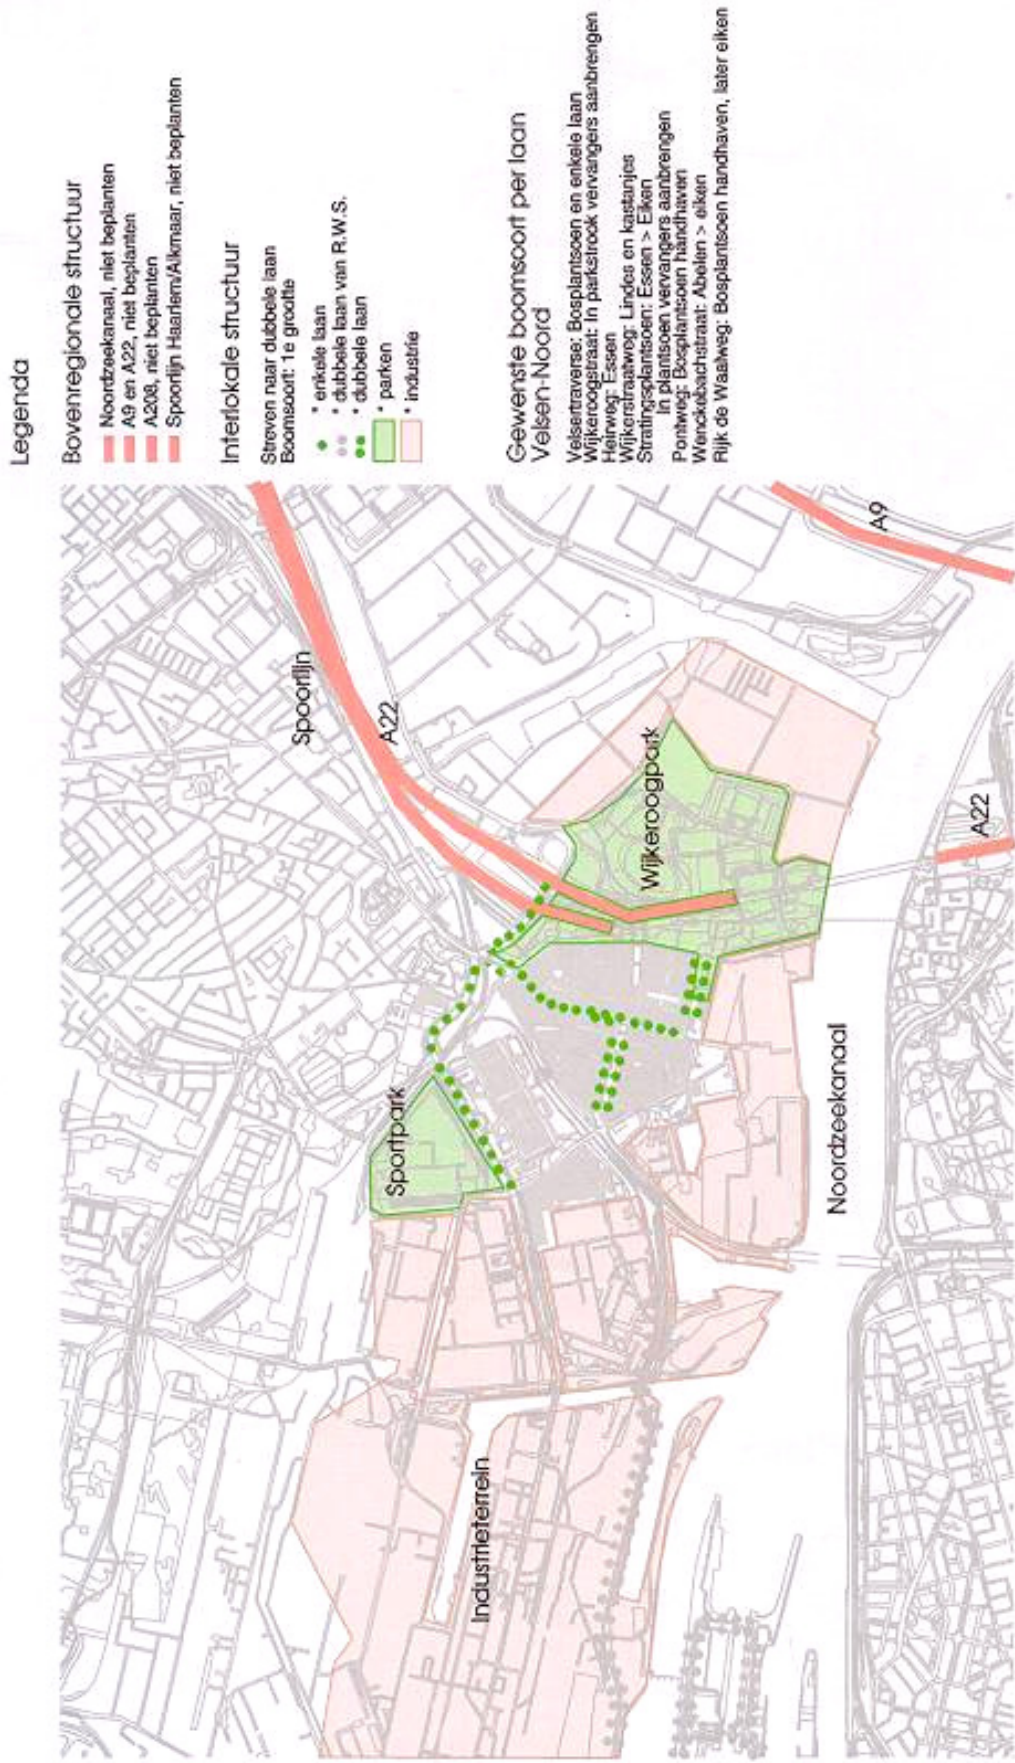 Legenda
Bovenregionale structuur
Noordzeekanaal, niet beplanten
A9 en A22, niet beplanten
A208, niet beplanten
Spoorlijn Haarlem/Alkmaar, niet beplanten
Interlokale structuur
Streven naar dubbele laan
Boomsoort: 1e grootte
* enkele laan
* dubbele laan van R.W.S.
* dubbele laan
* parken
* industrie
Gewenste boomsoort per laan
Velsen-Noord
Velsertraverse: Bosplantsoen en enkele laan
Wijkeroogstraat: In parkstrook vervangers aanbrengen
Heirweg: Essen
Wijkerstraatweg: Lindes en kastanjes
Stratingsplantsoen: Essen > Eiken
In plantsoen vervangers aanbrengen
Pontweg: Bosplantsoen handhaven
Wenckebachstraat: Abelen > eiken
Rijk de Waalweg: Bosplantsoen handhaven, later eiken
Spoorlijn
A22
A9
Wijkeroogpark
A22
Sportpark
Noordzeekanaal
Industrieterrein